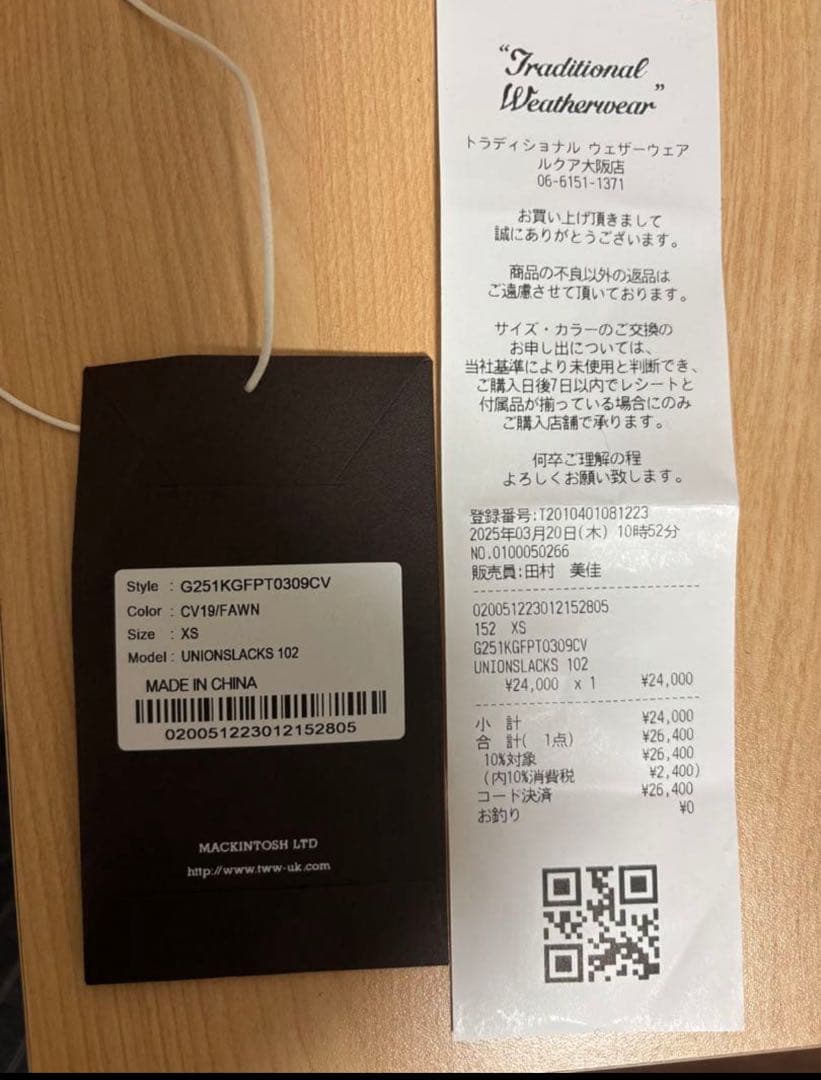 Style : G251KGFPT0309CV
Color : CV19/FAWN
Size : XS
Model : UNIONSLACKS 102
MADE IN CHINA
020051223012152805
MACKINTOSH LTD
http://www.tww-uk.com
“Traditional
Weatherwear”
トラディショナル ウェザーウェア
ルクア大阪店
06-6151-1371
お買い上げ頂きまして
誠にありがとうございます。
商品の不良以外の返品は
ご遠慮させて頂いております。
サイズ・カラーのご交換の
お申し出については、
当社基準により未使用と判断でき、
ご購入日後7日以内でレシートと
付属品が揃っている場合にのみ
ご購入店舗で承ります。
何卒ご理解の程
よろしくお願い致します。
登録番号:T2010401081223
2025年03月20日(木) 10時52分
NO.0100050266
販売員:田村 美佳
020051223012152805
152 XS
G251KGFPT0309CV
UNIONSLACKS 102
¥24,000 x 1 ¥24,000
小 計 ¥24,000
合 計( 1点) ¥26,400
10%対象 ¥26,400
(内10%消費税 ¥2,400)
コード決済 ¥26,400
お釣り ¥0